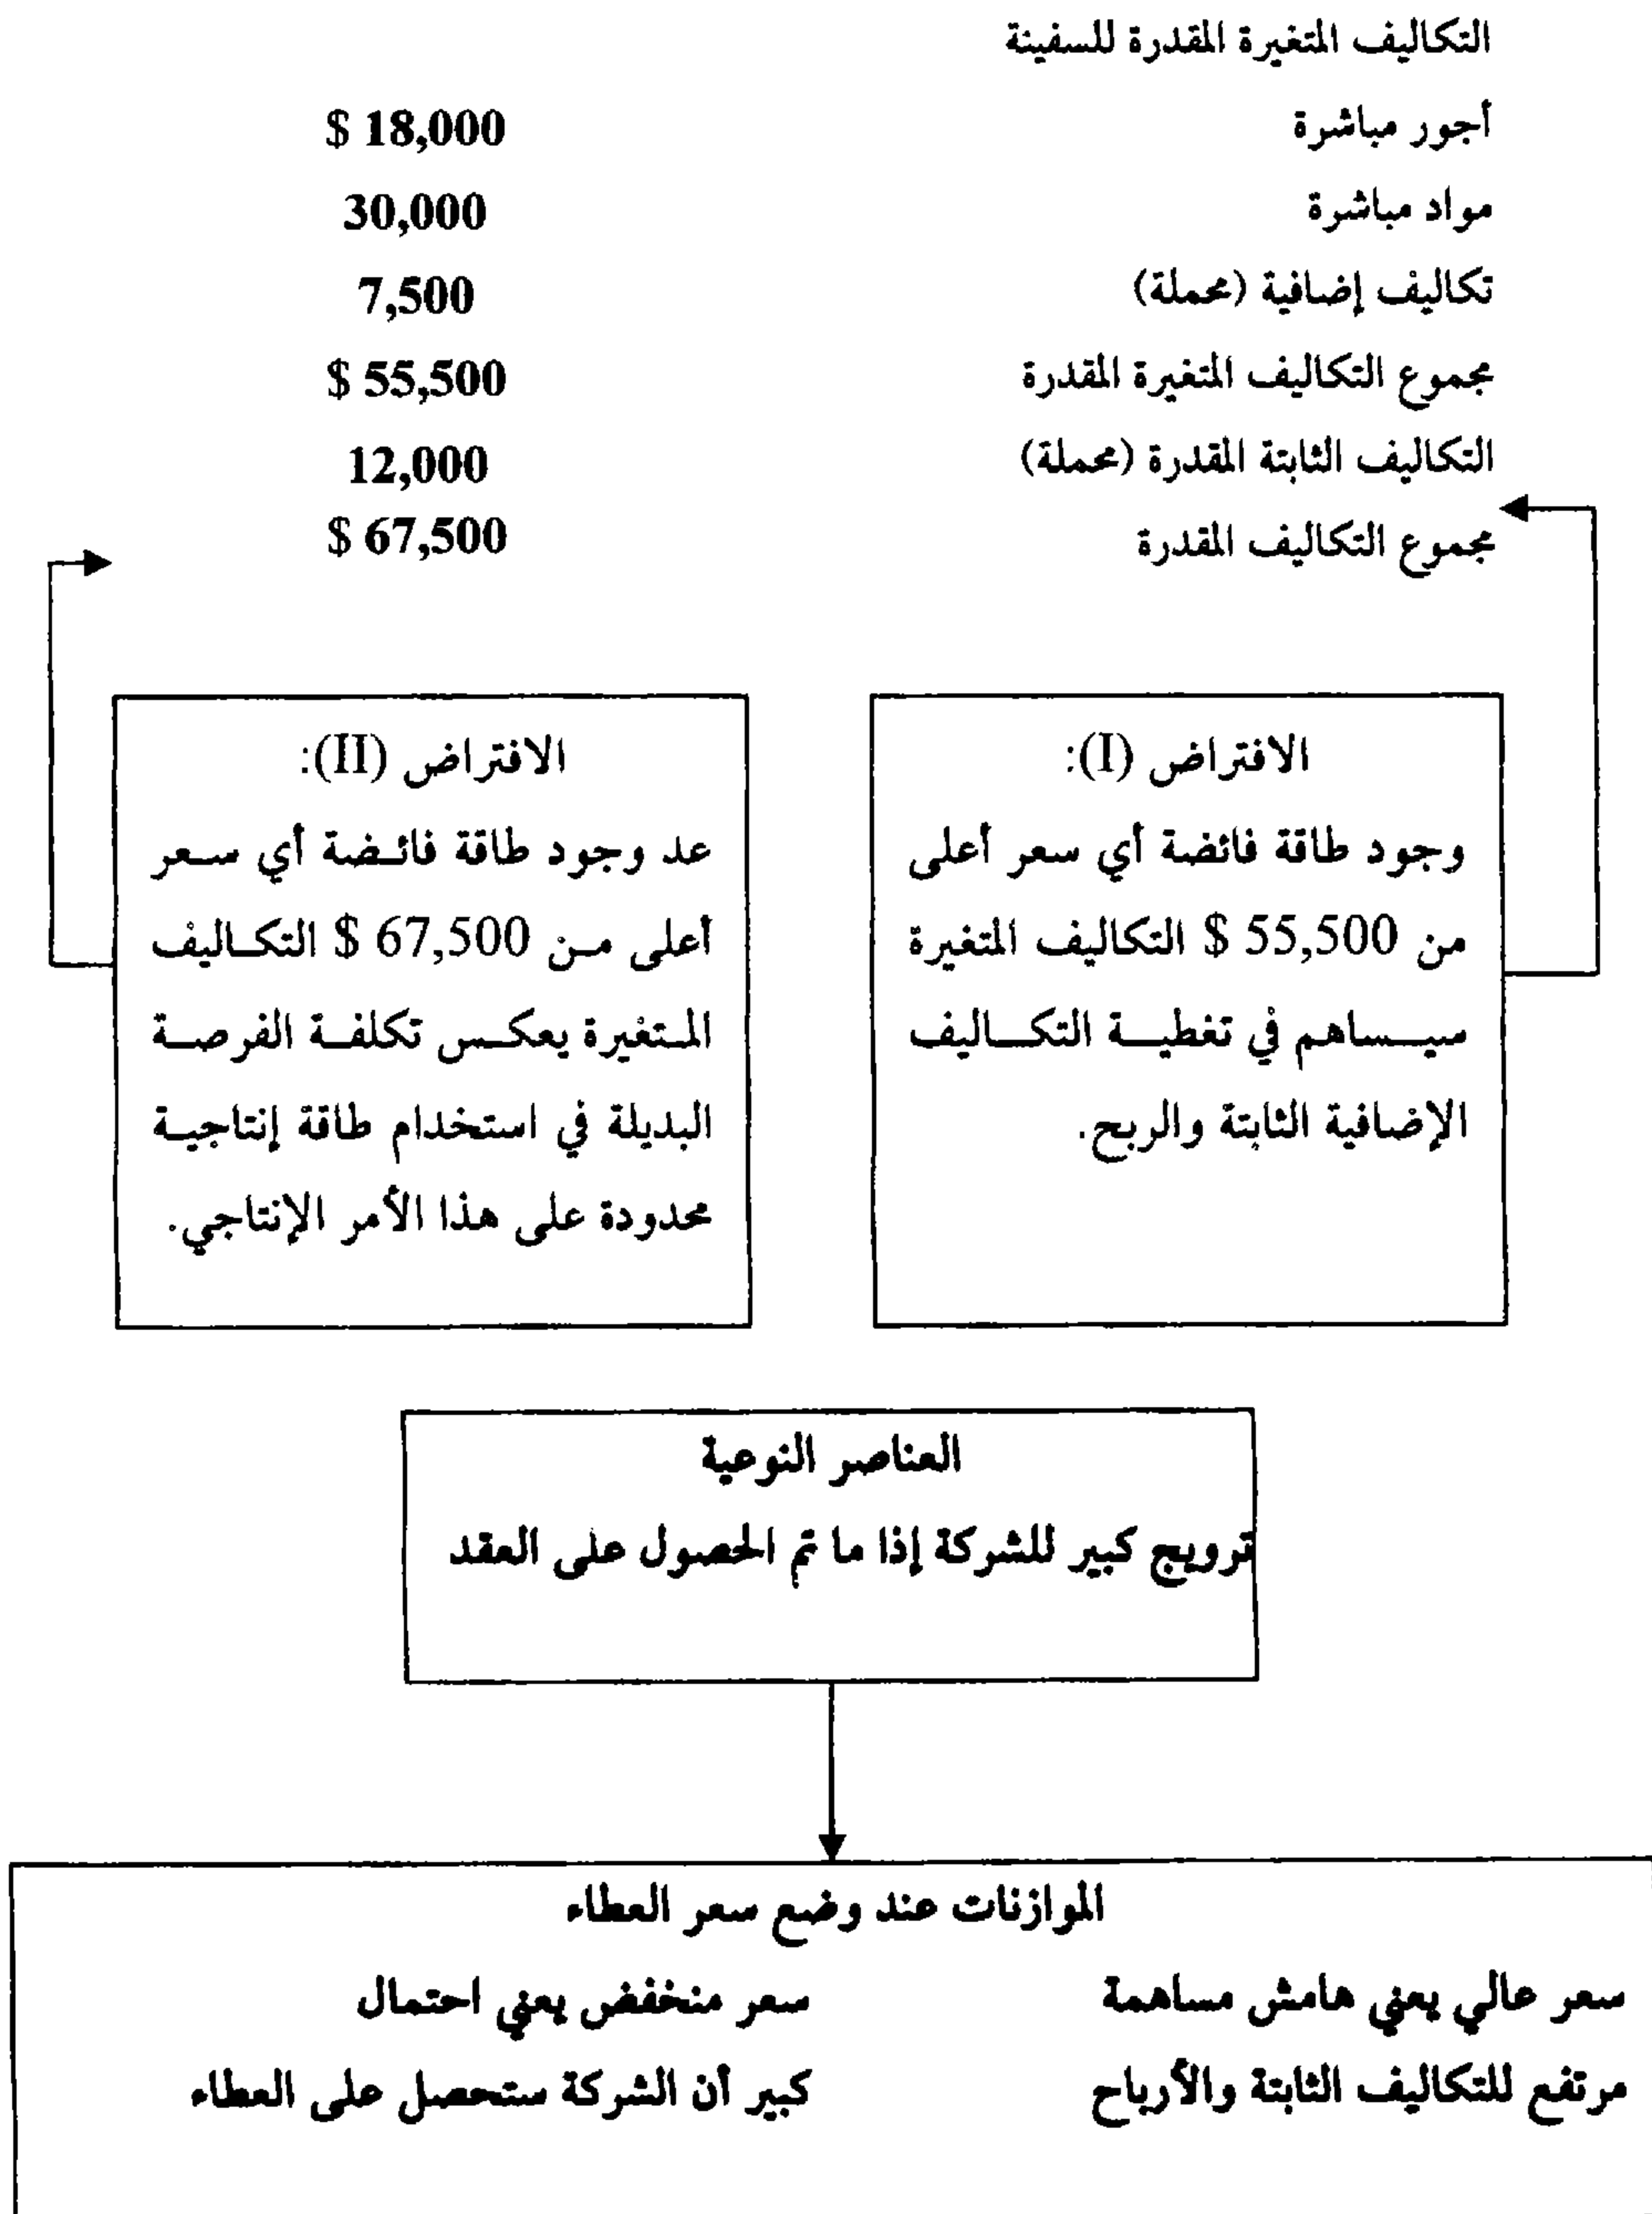 التكاليف المتغيرة المقدرة للسفينة
أجور مباشرة $ 18,000
مواد مباشرة 30,000
تكاليف إضافية (محملة) 7,500
مجموع التكاليف المتغيرة المقدرة $ 55,500
التكاليف الثابتة المقدرة (محملة) 12,000
مجموع التكاليف المقدرة $ 67,500
الافتراض (I):
وجود طاقة فائضة أي سعر أعلى
من 55,500 $ التكاليف المتغيرة
سيساهم في تغطية التكاليف
الإضافية الثابتة والربح.
الافتراض (II):
عد وجود طاقة فائضة أي سعر
أعلى من 67,500 $ التكاليف
المتغيرة يعكس تكلفة الفرصة
البديلة في استخدام طاقة إنتاجية
محدودة على هذا الأمر الإنتاجي.
العناصر النوعية
ترويج كبير للشركة إذا ما تم الحصول على العقد
الموازنات عند وضع سعر العطاء
سعر عالي يعني هامش مساهمة
مرتفع للتكاليف الثابتة والأرباح
سعر منخفض يعني احتمال
كبير أن الشركة ستحصل على العطاء